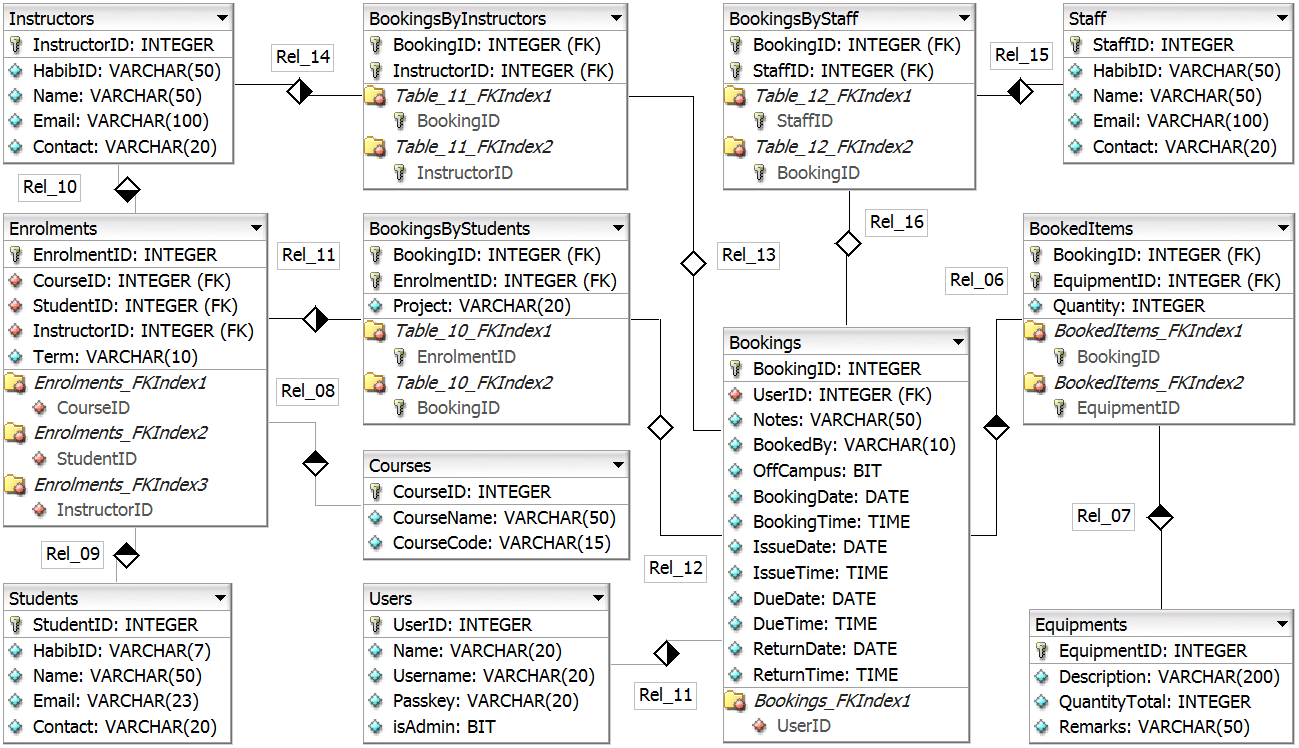 Instructors
InstructorID: INTEGER
HabibID: VARCHAR(50)
Name: VARCHAR(50)
Email: VARCHAR(100)
Contact: VARCHAR(20)
Rel_14
BookingsByInstructors
BookingID: INTEGER (FK)
InstructorID: INTEGER (FK)
Table_11_FKIndex1
BookingID
Table_11_FKIndex2
InstructorID
BookingsByStaff
BookingID: INTEGER (FK)
StaffID: INTEGER (FK)
Table_12_FKIndex1
StaffID
Table_12_FKIndex2
BookingID
Rel_15
Staff
StaffID: INTEGER
HabibID: VARCHAR(50)
Name: VARCHAR(50)
Email: VARCHAR(100)
Contact: VARCHAR(20)
Rel_10
Enrolments
EnrolmentID: INTEGER
CourseID: INTEGER (FK)
StudentID: INTEGER (FK)
InstructorID: INTEGER (FK)
Term: VARCHAR(10)
Enrolments_FKIndex1
CourseID
Enrolments_FKIndex2
StudentID
Enrolments_FKIndex3
InstructorID
Rel_11
BookingsByStudents
BookingID: INTEGER (FK)
EnrolmentID: INTEGER (FK)
Project: VARCHAR(20)
Table_10_FKIndex1
EnrolmentID
Table_10_FKIndex2
BookingID
Rel_13
Rel_16
Rel_06
BookedItems
BookingID: INTEGER (FK)
EquipmentID: INTEGER (FK)
Quantity: INTEGER
BookedItems_FKIndex1
BookingID
BookedItems_FKIndex2
EquipmentID
Rel_08
Courses
CourseID: INTEGER
CourseName: VARCHAR(50)
CourseCode: VARCHAR(15)
Bookings
BookingID: INTEGER
UserID: INTEGER (FK)
Notes: VARCHAR(50)
BookedBy: VARCHAR(10)
OffCampus: BIT
BookingDate: DATE
BookingTime: TIME
IssueDate: DATE
IssueTime: TIME
DueDate: DATE
DueTime: TIME
ReturnDate: DATE
ReturnTime: TIME
Bookings_FKIndex1
UserID
Rel_07
Rel_09
Rel_12
Students
StudentID: INTEGER
HabibID: VARCHAR(7)
Name: VARCHAR(50)
Email: VARCHAR(23)
Contact: VARCHAR(20)
Users
UserID: INTEGER
Name: VARCHAR(20)
Username: VARCHAR(20)
Passkey: VARCHAR(20)
isAdmin: BIT
Rel_11
Equipments
EquipmentID: INTEGER
Description: VARCHAR(200)
QuantityTotal: INTEGER
Remarks: VARCHAR(50)